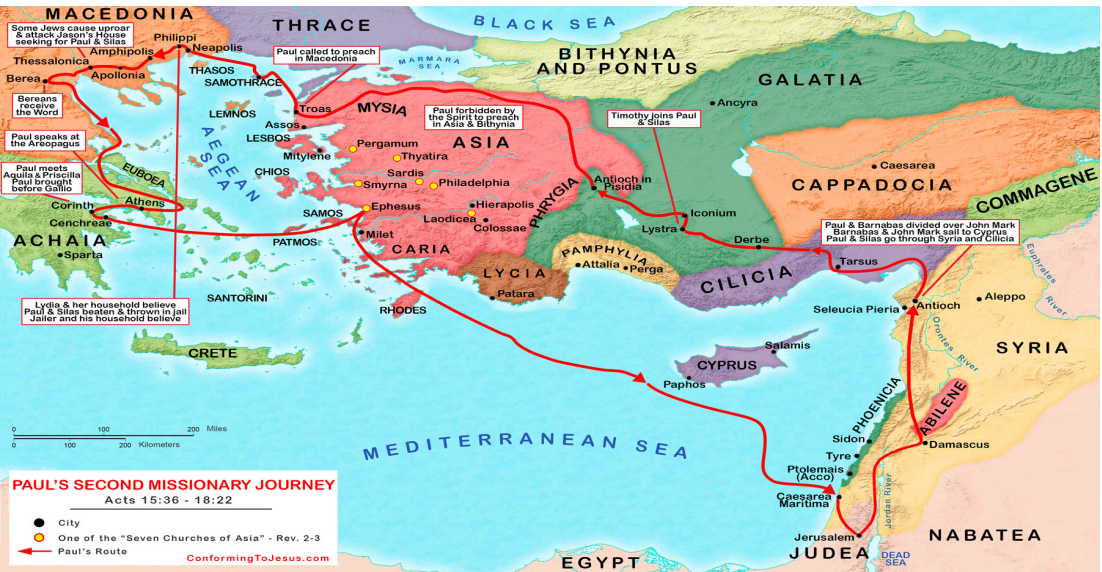 MACEDONIA
THRACE
BLACK SEA
Some Jews cause uproar
& attack Jason's House
seeking for Paul & Silas
Philippi
Neapolis
Amphipolis
Thessalonica
Apollonia
Berea
Paul called to preach
in Macedonia
MARMARA
SEA
BITHYNIA
AND PONTUS
GALATIA
Ancyra
THASOS
SAMOTHRACE
Bereans
receive
the Word
LEMNOS
Troas
MYSIA
Assos
LESBOS
Mitylene
Paul forbidden by
the Spirit to preach
in Asia & Bithynia
Timothy joins Paul
& Silas
ASIA
AEGEAN
SEA
Paul speaks at
the Areopagus
Pergamum
Thyatira
Sardis
Smyrna
Philadelphia
CHIOS
EUBOEA
Paul meets
Aquila & Priscilla
Paul brought
before Gallio
Athens
Corinth
Cenchreae
SAMOS
Ephesus
Hierapolis
Laodicea
Colossae
Milet
PHRYGIA
Antioch in
Pisidia
Iconium
Lystra
Derbe
Caesarea
CAPPADOCIA
COMMAGENE
Paul & Barnabas divided over John Mark
Barnabas & John Mark sail to Cyprus
Paul & Silas go through Syria and Cilicia
ACHAIA
Sparta
PATMOS
CARIA
PAMPHYLIA
Attalia
Perga
LYCIA
Patara
CILICIA
Tarsus
Euphrates
River
SANTORINI
RHODES
Lydia & her household believe
Paul & Silas beaten & thrown in jail
Jailer and his household believe
Seleucia Pieria
Antioch
Aleppo
Orontes River
SYRIA
CRETE
Salamis
CYPRUS
Paphos
PHOENICIA
ABILENE
MEDITERRANEAN SEA
Sidon
Damascus
Tyre
Ptolemais
(Acco)
Caesarea
Maritima
Jordan River
Jerusalem
JUDEA
DEAD
SEA
NABATEA
EGYPT
0 100 200 Miles
0 100 200
Kilometers
PAUL'S SECOND MISSIONARY JOURNEY
Acts 15:36 - 18:22
City
One of the "Seven Churches of Asia" - Rev. 2-3
Paul's Route
ConformingToJesus.com